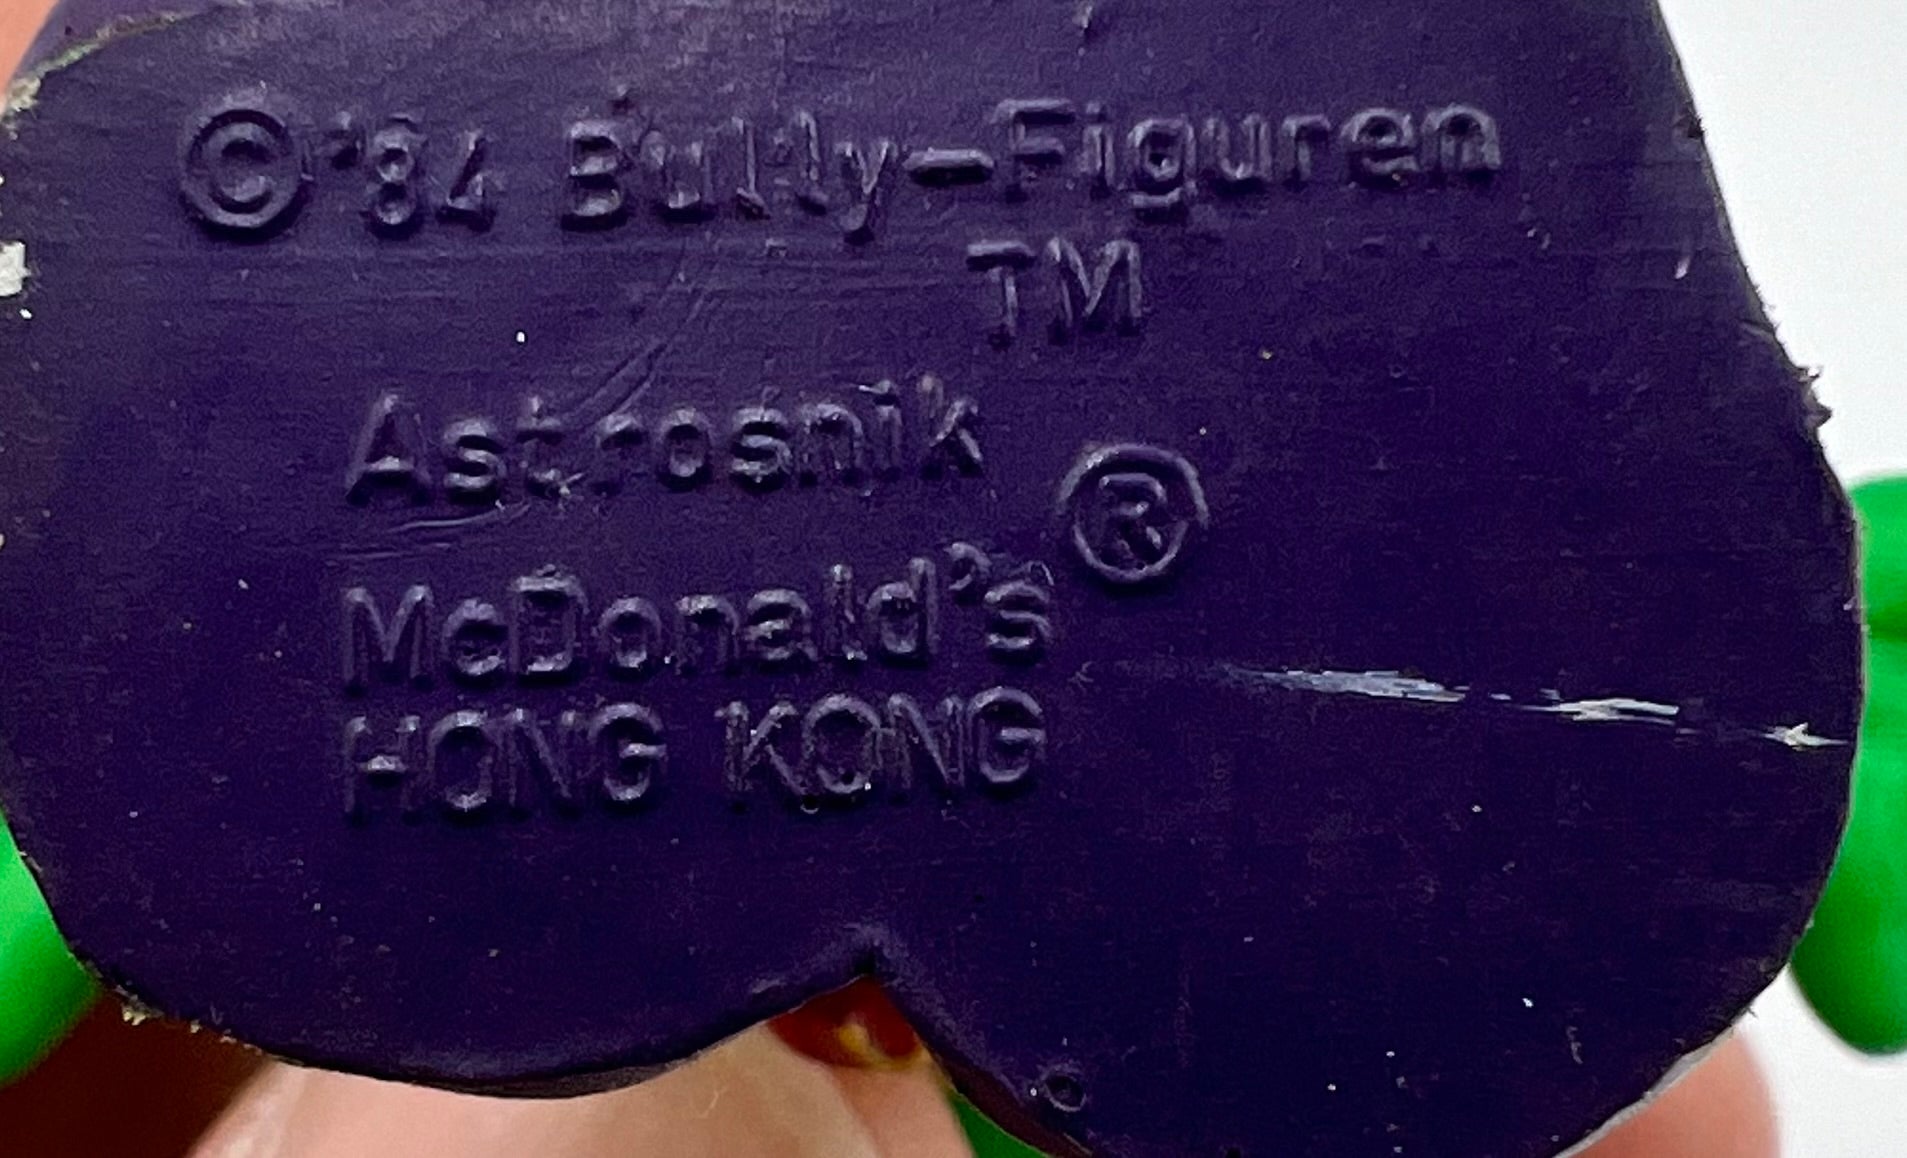 © '84 Bully-Figuren
TM
Astrosnik
®
McDonald's
HONG KONG